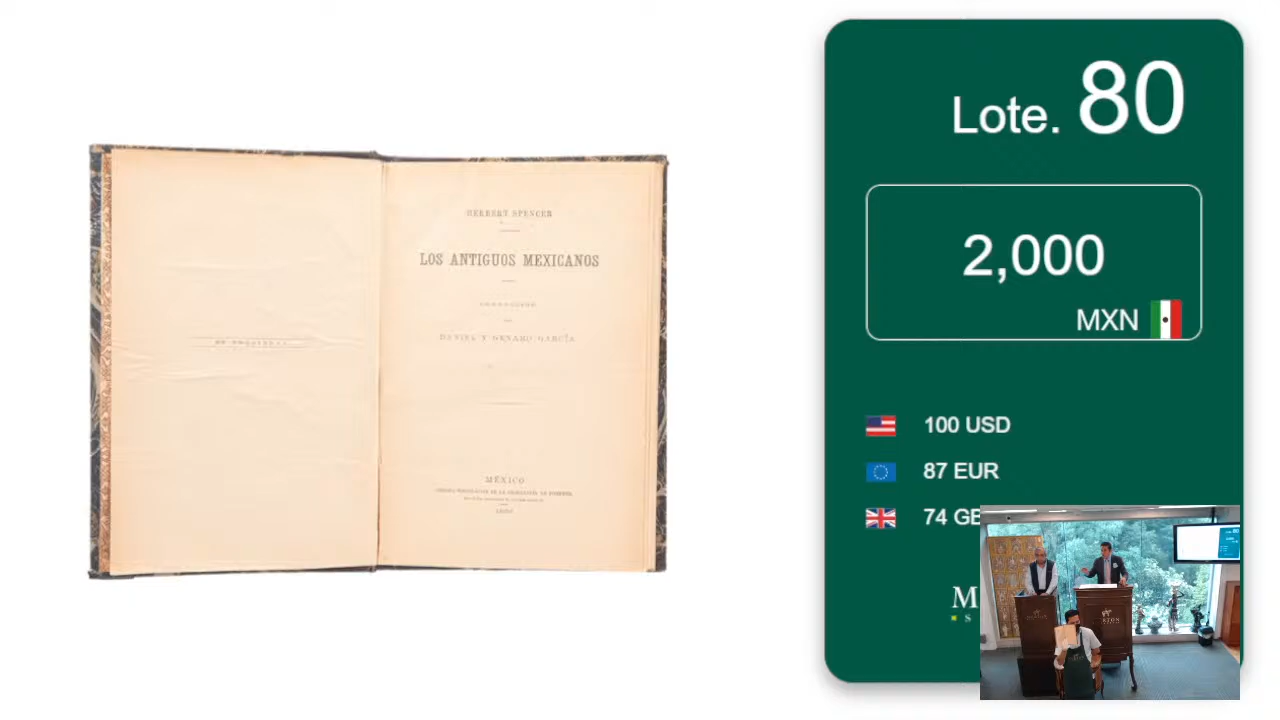 HERBERT SPENCER
LOS ANTIGUOS MEXICANOS
DANIEL Y GENARO GARCÍA
MÉXICO
Lote. 80
2,000
MXN
100 USD
87 EUR
74 GB
M
S